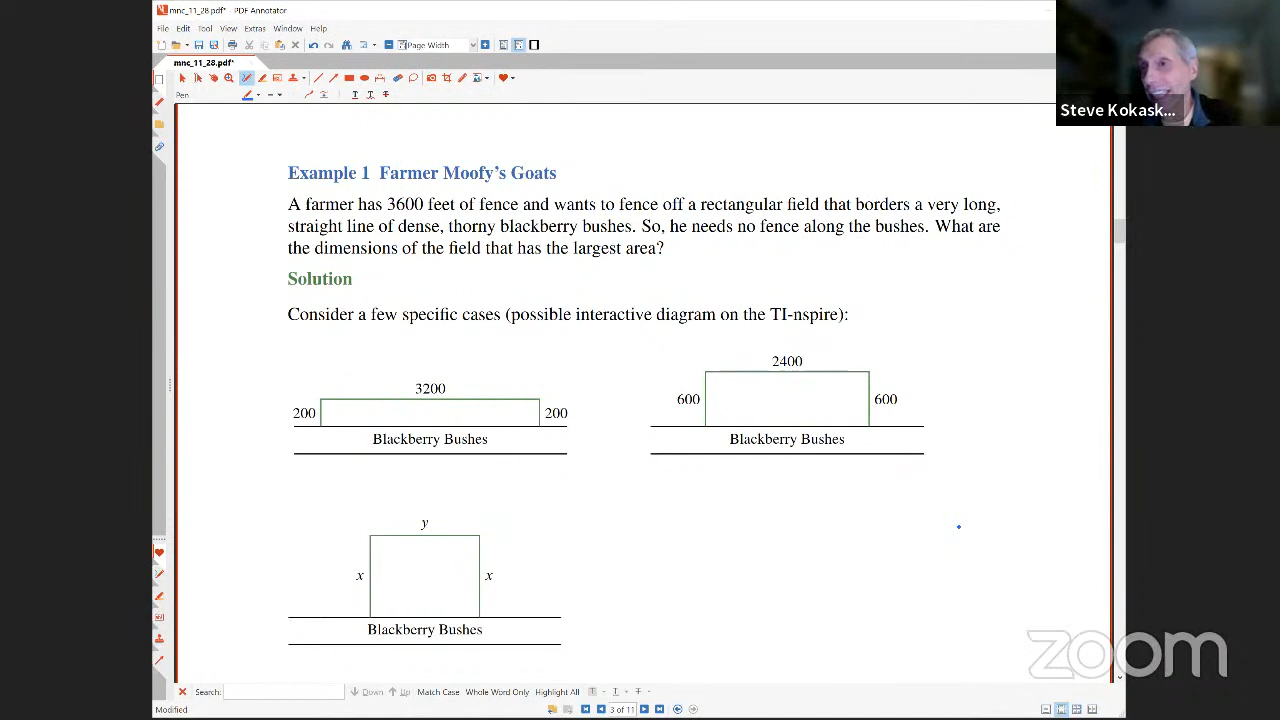 mnc_11_28.pdf* - PDF Annotator
File Edit Tool View Extras Window Help
Page Width
mnc_11_28.pdf*
Pen
Steve Kokask...
Example 1 Farmer Moofy's Goats
A farmer has 3600 feet of fence and wants to fence off a rectangular field that borders a very long,
straight line of dense, thorny blackberry bushes. So, he needs no fence along the bushes. What are
the dimensions of the field that has the largest area?
Solution
Consider a few specific cases (possible interactive diagram on the TI-nspire):
3200
200 200
Blackberry Bushes
2400
600 600
Blackberry Bushes
y
x x
Blackberry Bushes
zoom
Search: Down Up Match Case Whole Word Only Highlight All
3 of 11
Modified